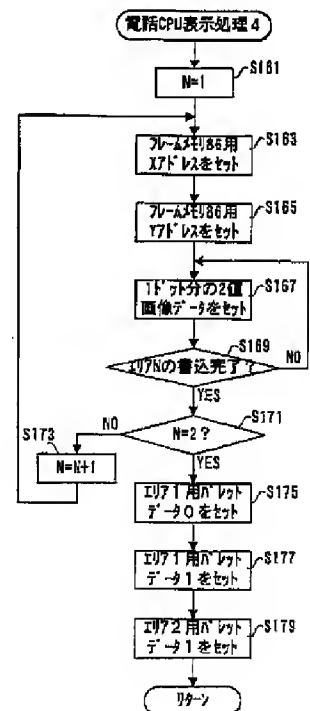 電話CPU表示処理4
S161
N=1
S163
フレームメモリ86用
Xアドレスをセット
S165
フレームメモリ86用
Yアドレスをセット
S167
1ドット分の2値
画像データをセット
S169
エリアNの書込完了?
NO
YES
S171
N=2?
NO
YES
S173
N=N+1
S175
エリア1用パレット
データ0をセット
S177
エリア1用パレット
データ1をセット
S179
エリア2用パレット
データ1をセット
リターン